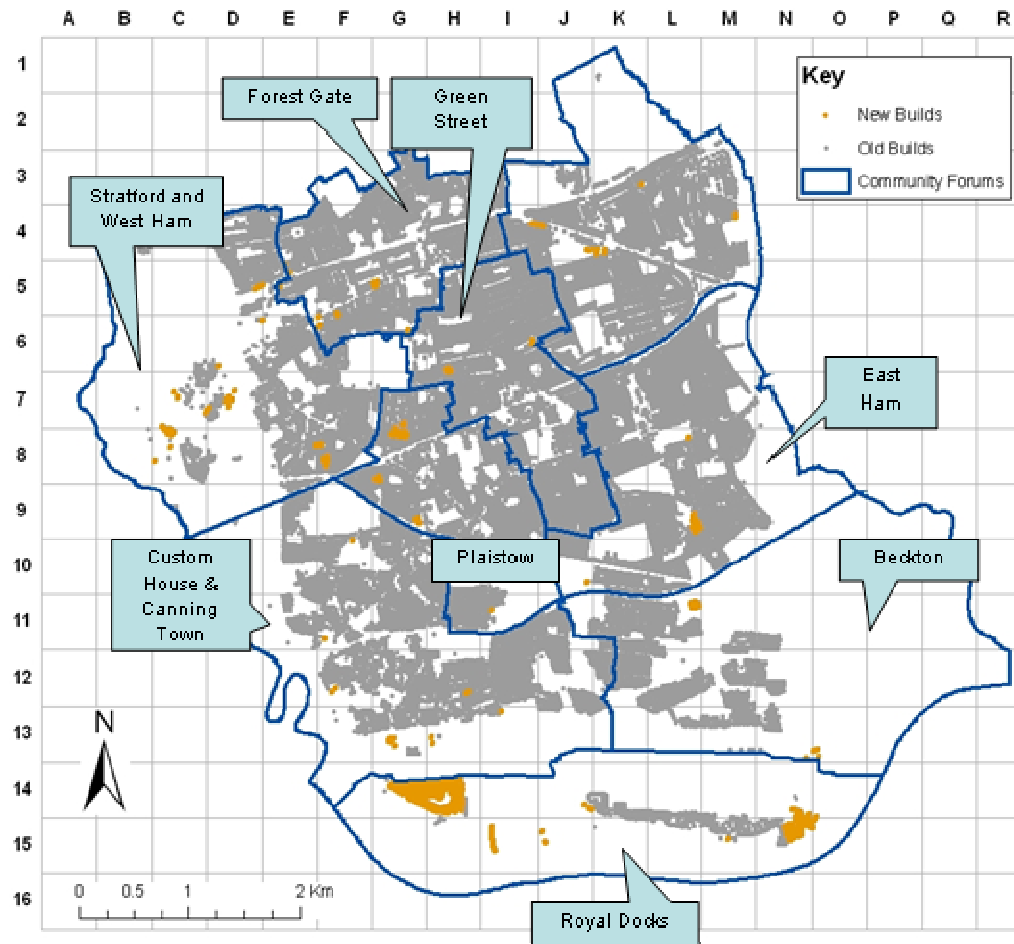 A B C D E F G H I J K L M N O P Q R
1
2
3
4
5
6
7
8
9
10
11
12
13
14
15
16
Key
New Builds
Old Builds
Community Forums
Forest Gate
Green
Street
Stratford and
West Ham
East
Ham
Custom
House &
Canning
Town
Plaistow
Beckton
Royal Docks
N
0 0.5 1 2 Km